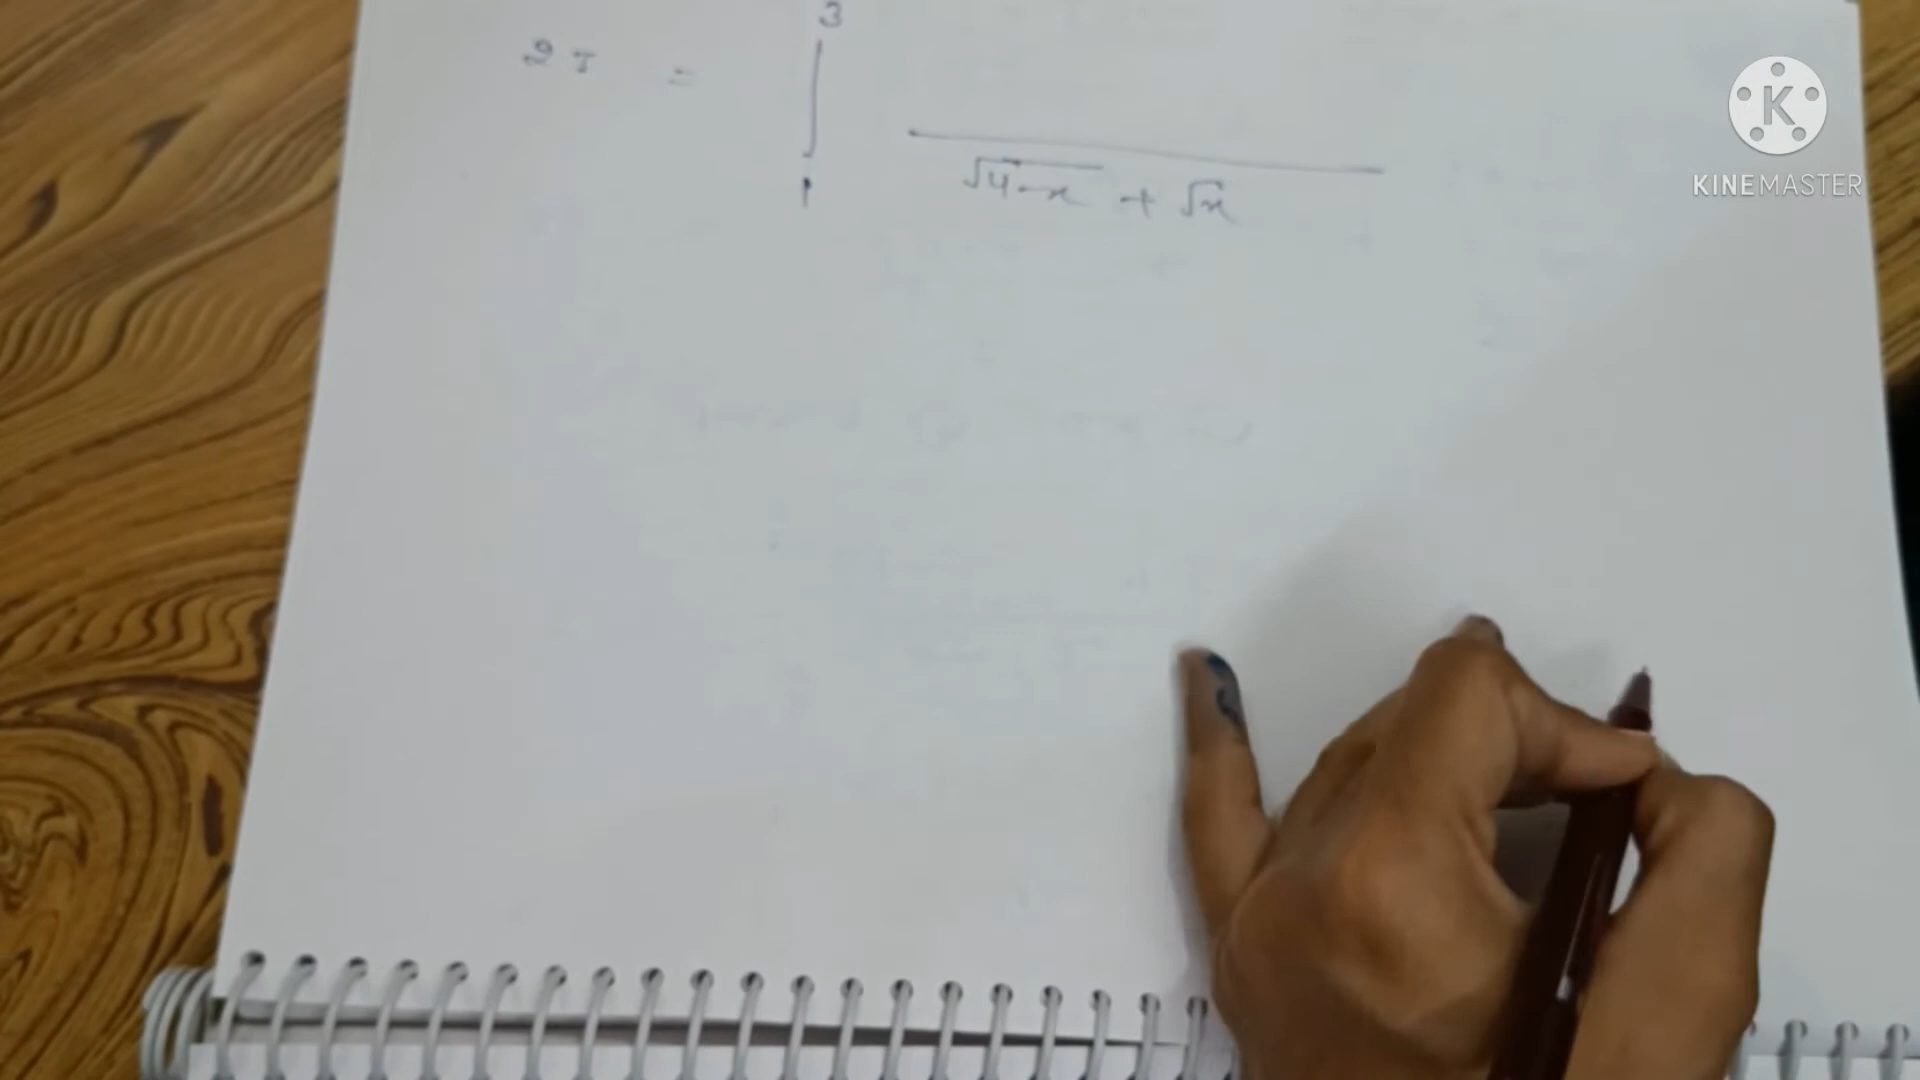 3
2I = ∫
√4-x + √x
1
K
KINEMASTER